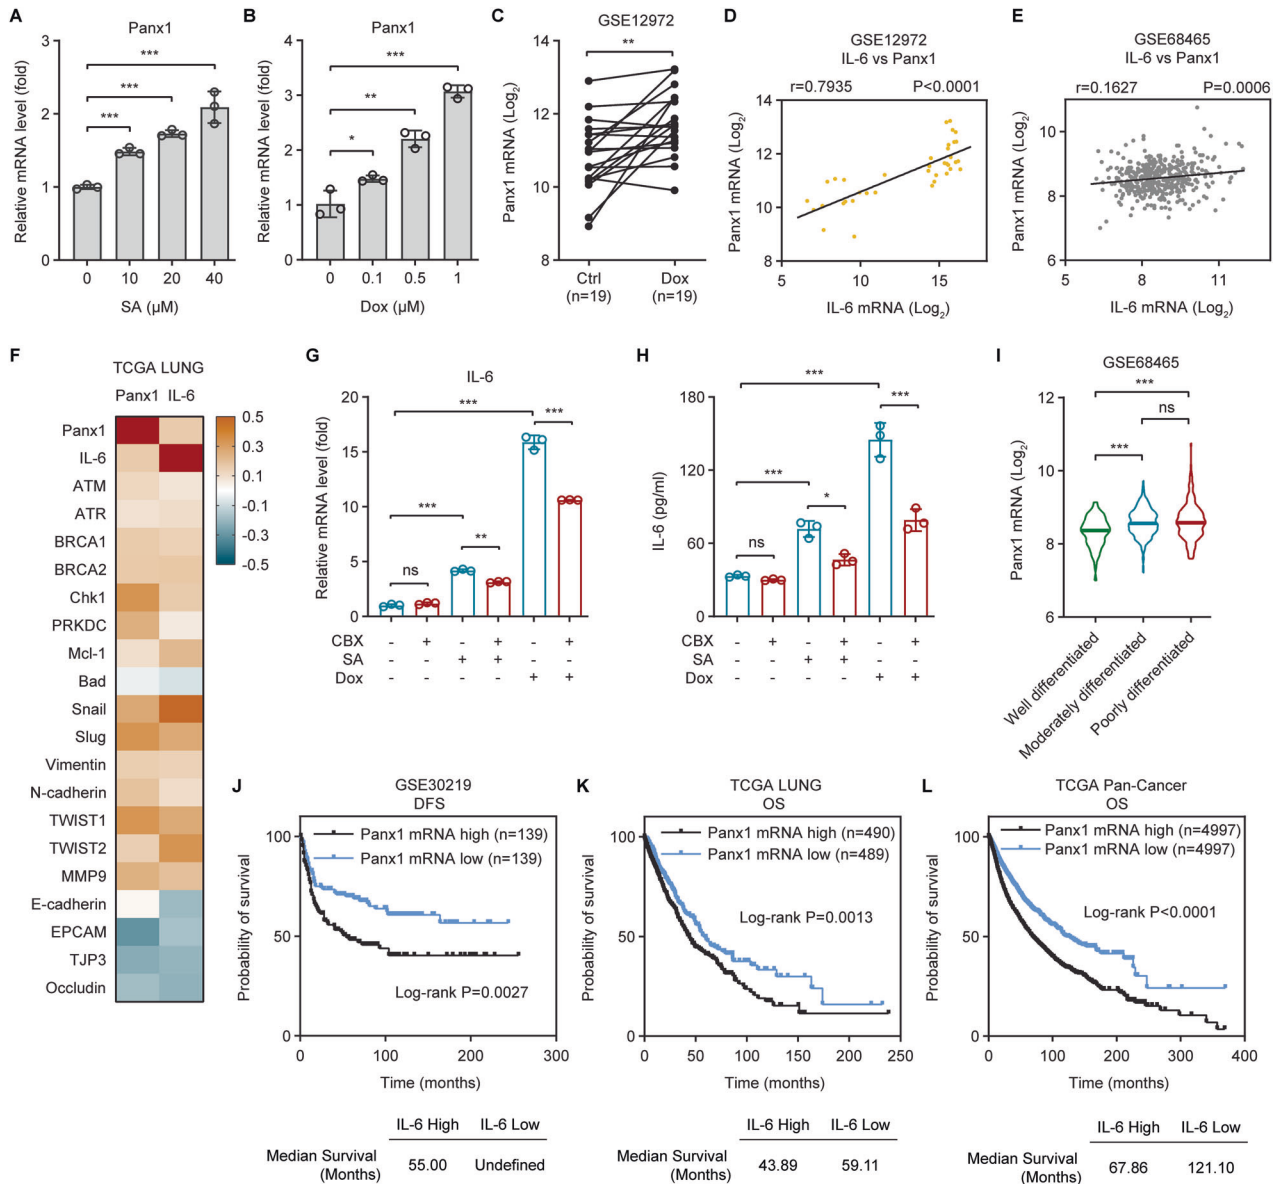 A
Panx1
Relative mRNA level (fold)
3
2
1
0
***
***
***
0 10 20 40
SA (µM)
B
Panx1
Relative mRNA level (fold)
4
3
2
1
0
***
**
*
0 0.1 0.5 1
Dox (µM)
C
GSE12972
Panx1 mRNA (Log2)
14
12
10
8
**
Ctrl Dox
(n=19) (n=19)
D
GSE12972
IL-6 vs Panx1
r=0.7935 P<0.0001
Panx1 mRNA (Log2)
14
12
10
8
5 10 15
IL-6 mRNA (Log2)
E
GSE68465
IL-6 vs Panx1
r=0.1627 P=0.0006
Panx1 mRNA (Log2)
10
8
6
5 8 11
IL-6 mRNA (Log2)
F
TCGA LUNG
Panx1 IL-6
Panx1
IL-6
ATM
ATR
BRCA1
BRCA2
Chk1
PRKDC
Mcl-1
Bad
Snail
Slug
Vimentin
N-cadherin
TWIST1
TWIST2
MMP9
E-cadherin
EPCAM
TJP3
Occludin
0.5
0.3
0.1
-0.1
-0.3
-0.5
G
IL-6
Relative mRNA level (fold)
20
15
10
5
0
*** ***
***
**
ns
CBX - + - + - +
SA - - + + - -
Dox - - - - + +
H
IL-6 (pg/ml)
180
120
60
0
***
***
***
*
ns
CBX - + - + - +
SA - - + + - -
Dox - - - - + +
I
GSE68465
Panx1 mRNA (Log2)
12
10
8
6
***
ns
***
Well differentiated
Moderately differentiated
Poorly differentiated
J
GSE30219
DFS
Probability of survival
100
50
0
Panx1 mRNA high (n=139)
Panx1 mRNA low (n=139)
Log-rank P=0.0027
0 100 200 300
Time (months)
IL-6 High IL-6 Low
Median Survival
(Months)
55.00 Undefined
K
TCGA LUNG
OS
Probability of survival
100
50
0
Panx1 mRNA high (n=490)
Panx1 mRNA low (n=489)
Log-rank P=0.0013
0 50 100 150 200 250
Time (months)
IL-6 High IL-6 Low
Median Survival
(Months)
43.89 59.11
L
TCGA Pan-Cancer
OS
Probability of survival
100
50
0
Panx1 mRNA high (n=4997)
Panx1 mRNA low (n=4997)
Log-rank P<0.0001
0 100 200 300 400
Time (months)
IL-6 High IL-6 Low
Median Survival
(Months)
67.86 121.10